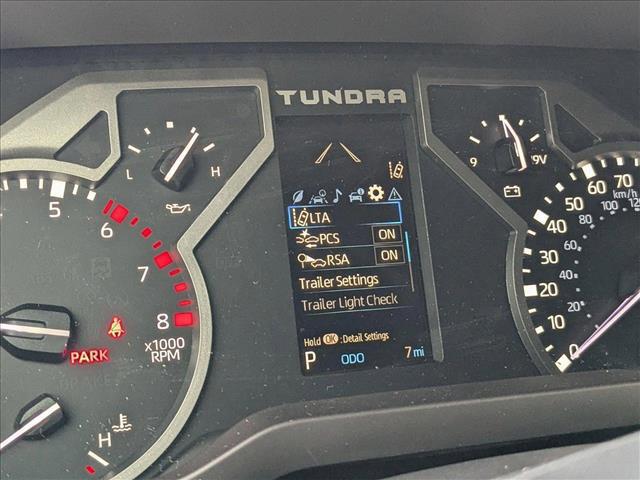 TUNDRA
L H
9 9V
5 6 7 8
x1000
RPM
PARK
H
LTA
PCS ON
RSA ON
Trailer Settings
Trailer Light Check
Hold OK : Detail Settings
P ODO 7 mi
70
60
50
40
30
20
10
0
km/h
100
80
60
40
20